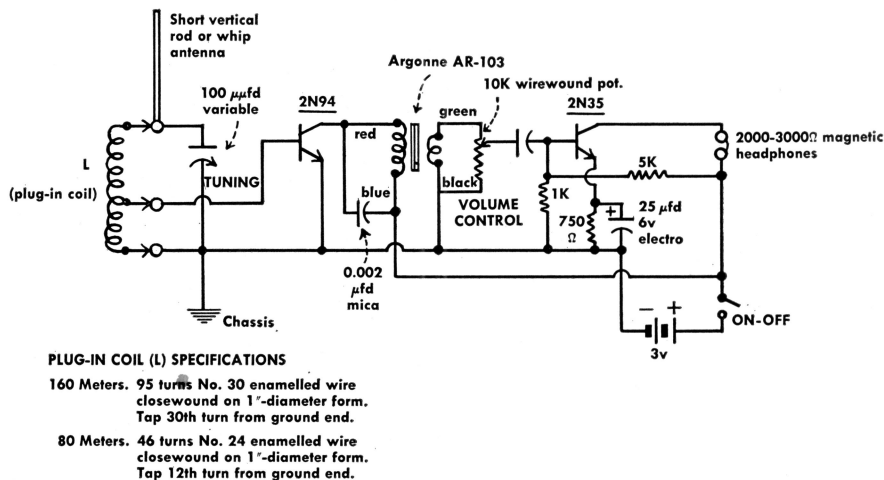 Short vertical
rod or whip
antenna
Argonne AR-103
100 μμfd
variable
2N94
10K wirewound pot.
2N35
green
red
L
(plug-in coil)
TUNING
2000-3000Ω magnetic
headphones
5K
blue
black
1K
VOLUME
CONTROL
750
Ω
+
25 μfd
6v
electro
0.002
μfd
mica
Chassis
− +
3v
ON-OFF
PLUG-IN COIL (L) SPECIFICATIONS
160 Meters. 95 turns No. 30 enamelled wire
closewound on 1"-diameter form.
Tap 30th turn from ground end.
80 Meters. 46 turns No. 24 enamelled wire
closewound on 1"-diameter form.
Tap 12th turn from ground end.